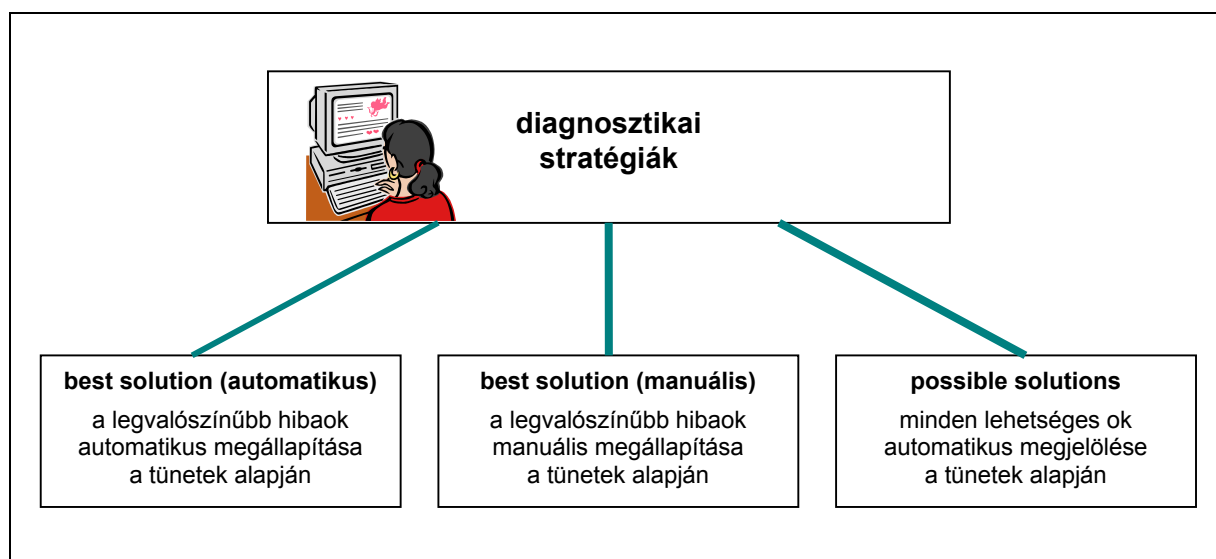 diagnosztikai
stratégiák
best solution (automatikus)
a legvalószínűbb hibaok
automatikus megállapítása
a tünetek alapján
best solution (manuális)
a legvalószínűbb hibaok
manuális megállapítása
a tünetek alapján
possible solutions
minden lehetséges ok
automatikus megjelölése
a tünetek alapján